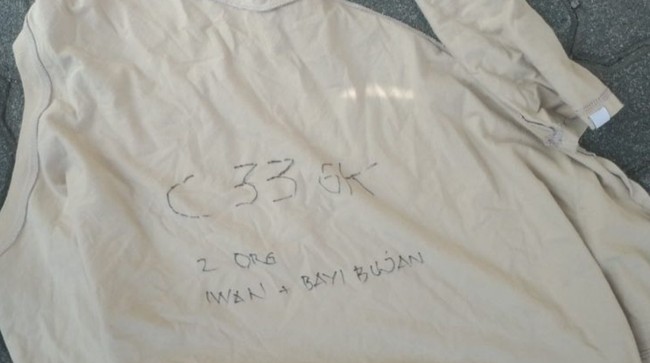 C 33 GK
2 ORG
IWAN + BAYI BUJAN